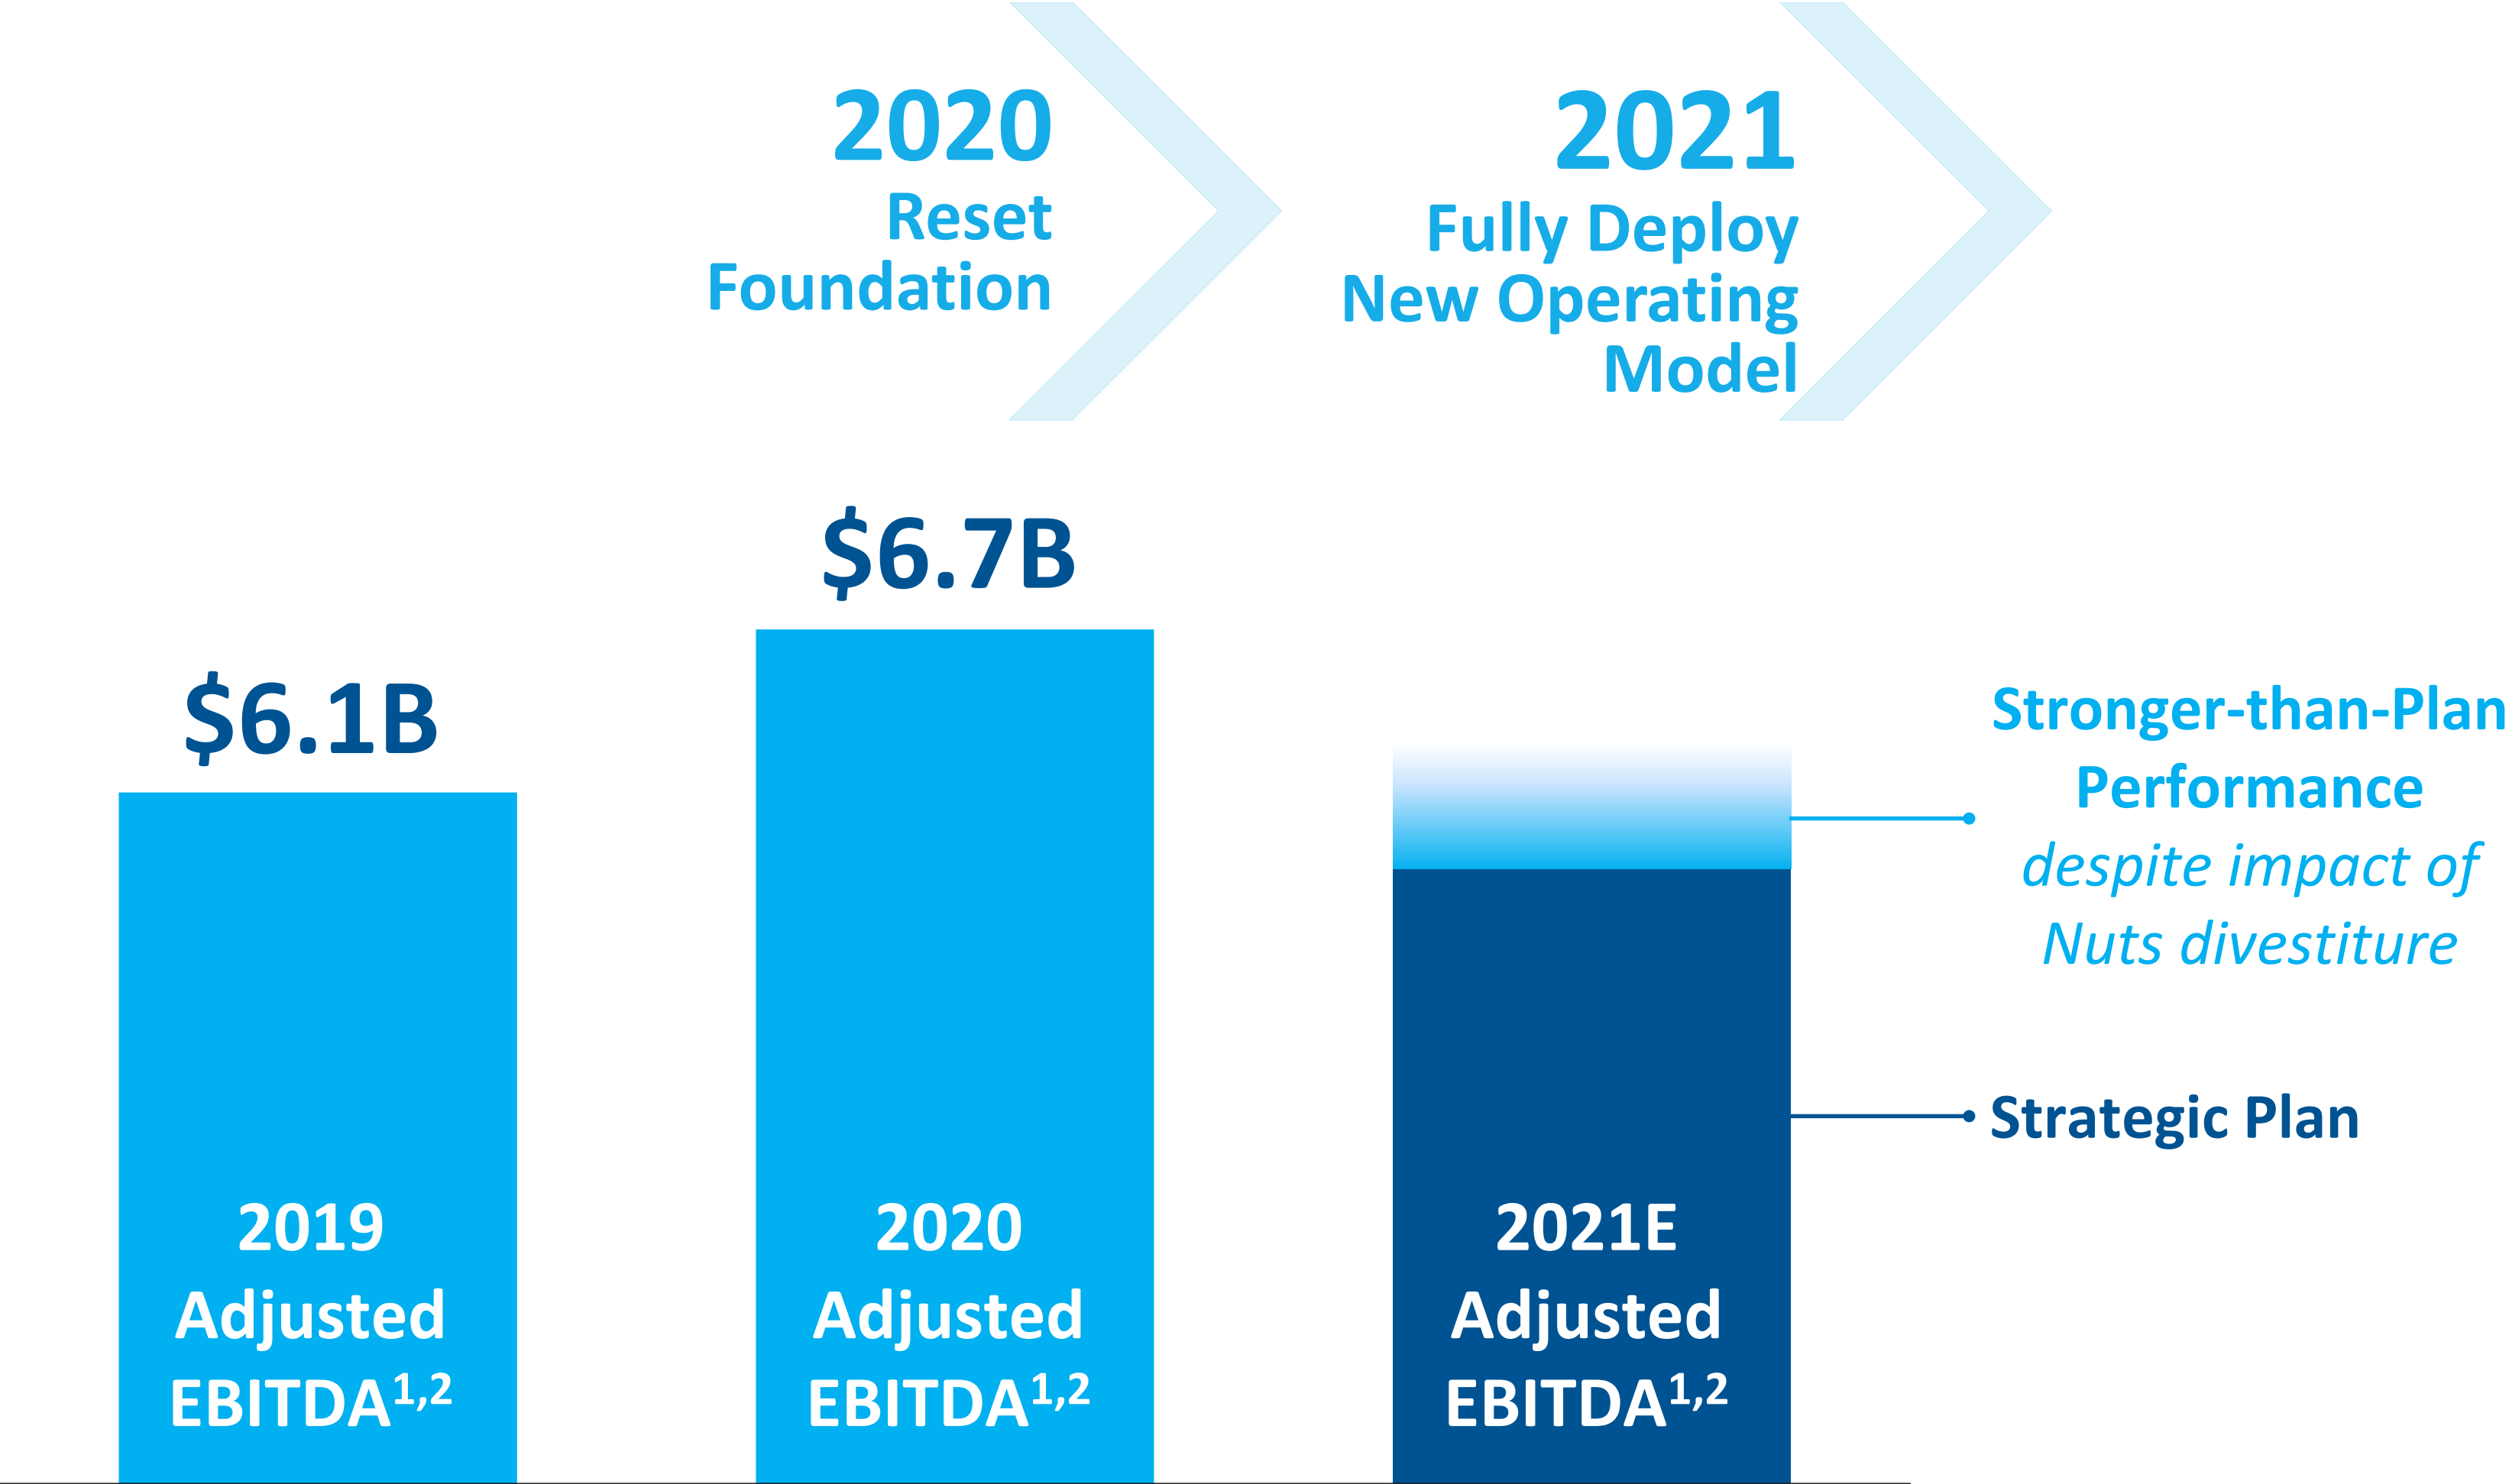 2020
Reset
Foundation
2021
Fully Deploy
New Operating
Model
$6.1B
$6.7B
Stronger-than-Plan
Performance
despite impact of
Nuts divestiture
Strategic Plan
2019
Adjusted
EBITDA1,2
2020
Adjusted
EBITDA1,2
2021E
Adjusted
EBITDA1,2